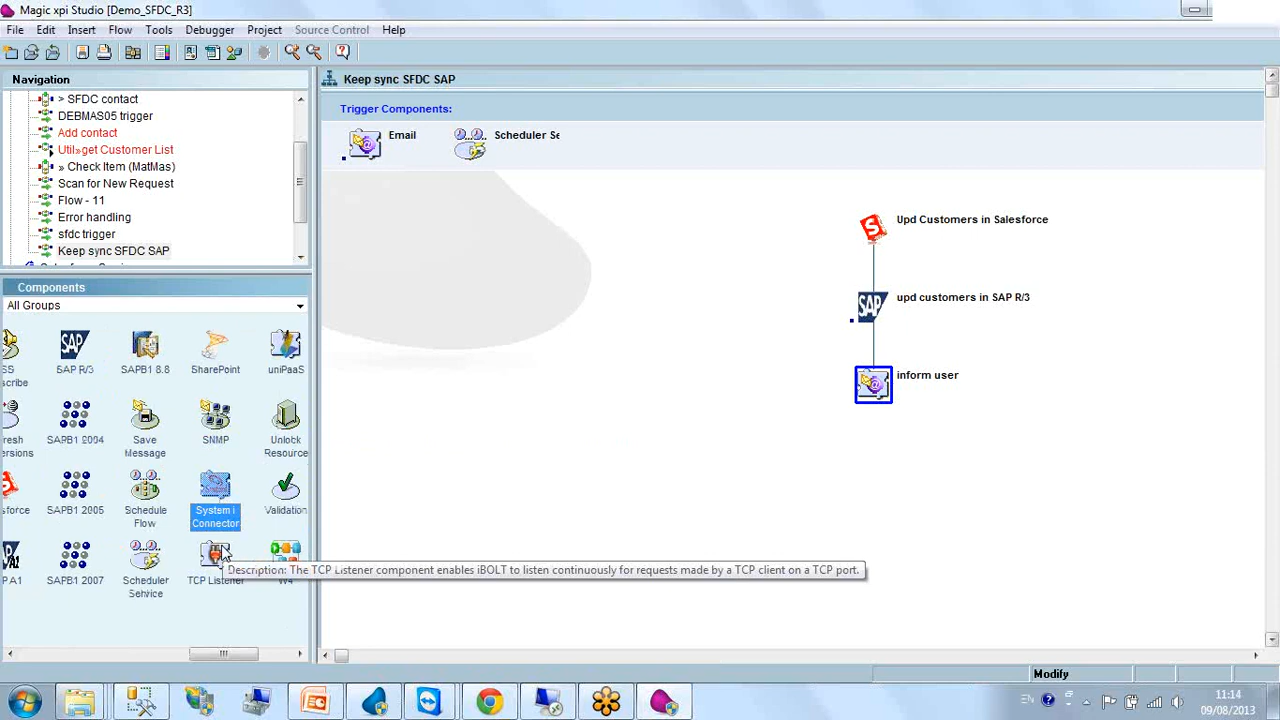 Magic xpi Studio [Demo_SFDC_R3]
File Edit Insert Flow Tools Debugger Project Source Control Help
Navigation
> SFDC contact
DEBMAS05 trigger
Add contact
Util»get Customer List
» Check Item (MatMas)
Scan for New Request
Flow - 11
Error handling
sfdc trigger
Keep sync SFDC SAP
Components
All Groups
SAP R/3
SAPB1 8.8
SharePoint
uniPaaS
SAPB1 2004
Save
Message
SNMP
Unlock
Resource
SAPB1 2005
Schedule
Flow
System i
Connector
Validation
SAPB1 2007
Scheduler
Service
TCP Listener
W4
Description: The TCP Listener component enables iBOLT to listen continuously for requests made by a TCP client on a TCP port.
Keep sync SFDC SAP
Trigger Components:
Email
Scheduler Se
Upd Customers in Salesforce
SAP
upd customers in SAP R/3
inform user
Modify
11:14
09/08/2013